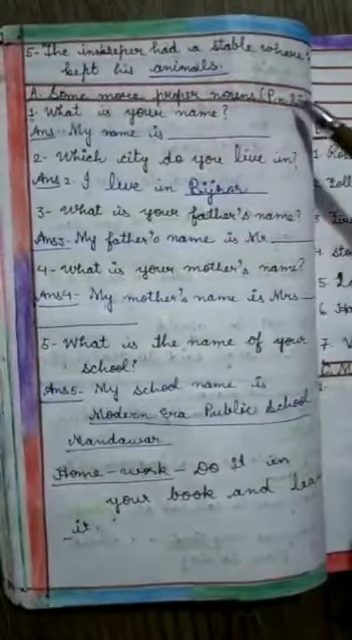 5- The innkeeper had a stable where
kept his animals.
A. Some more proper nouns (P.n.
1. What is your name?
Ans- My name is ________
2- Which city do you live in?
Ans2. I live in Bijnor
3- What is your father's name?
Ans3- My father's name is Mr ____
4- What is your mother's name?
Ans4- My mother's name is Mrs ____
5- What is the name of your
school?
Ans5- My school name is
Modern Era Public School
Mandawar
Home-work - Do it in
your book and
it.